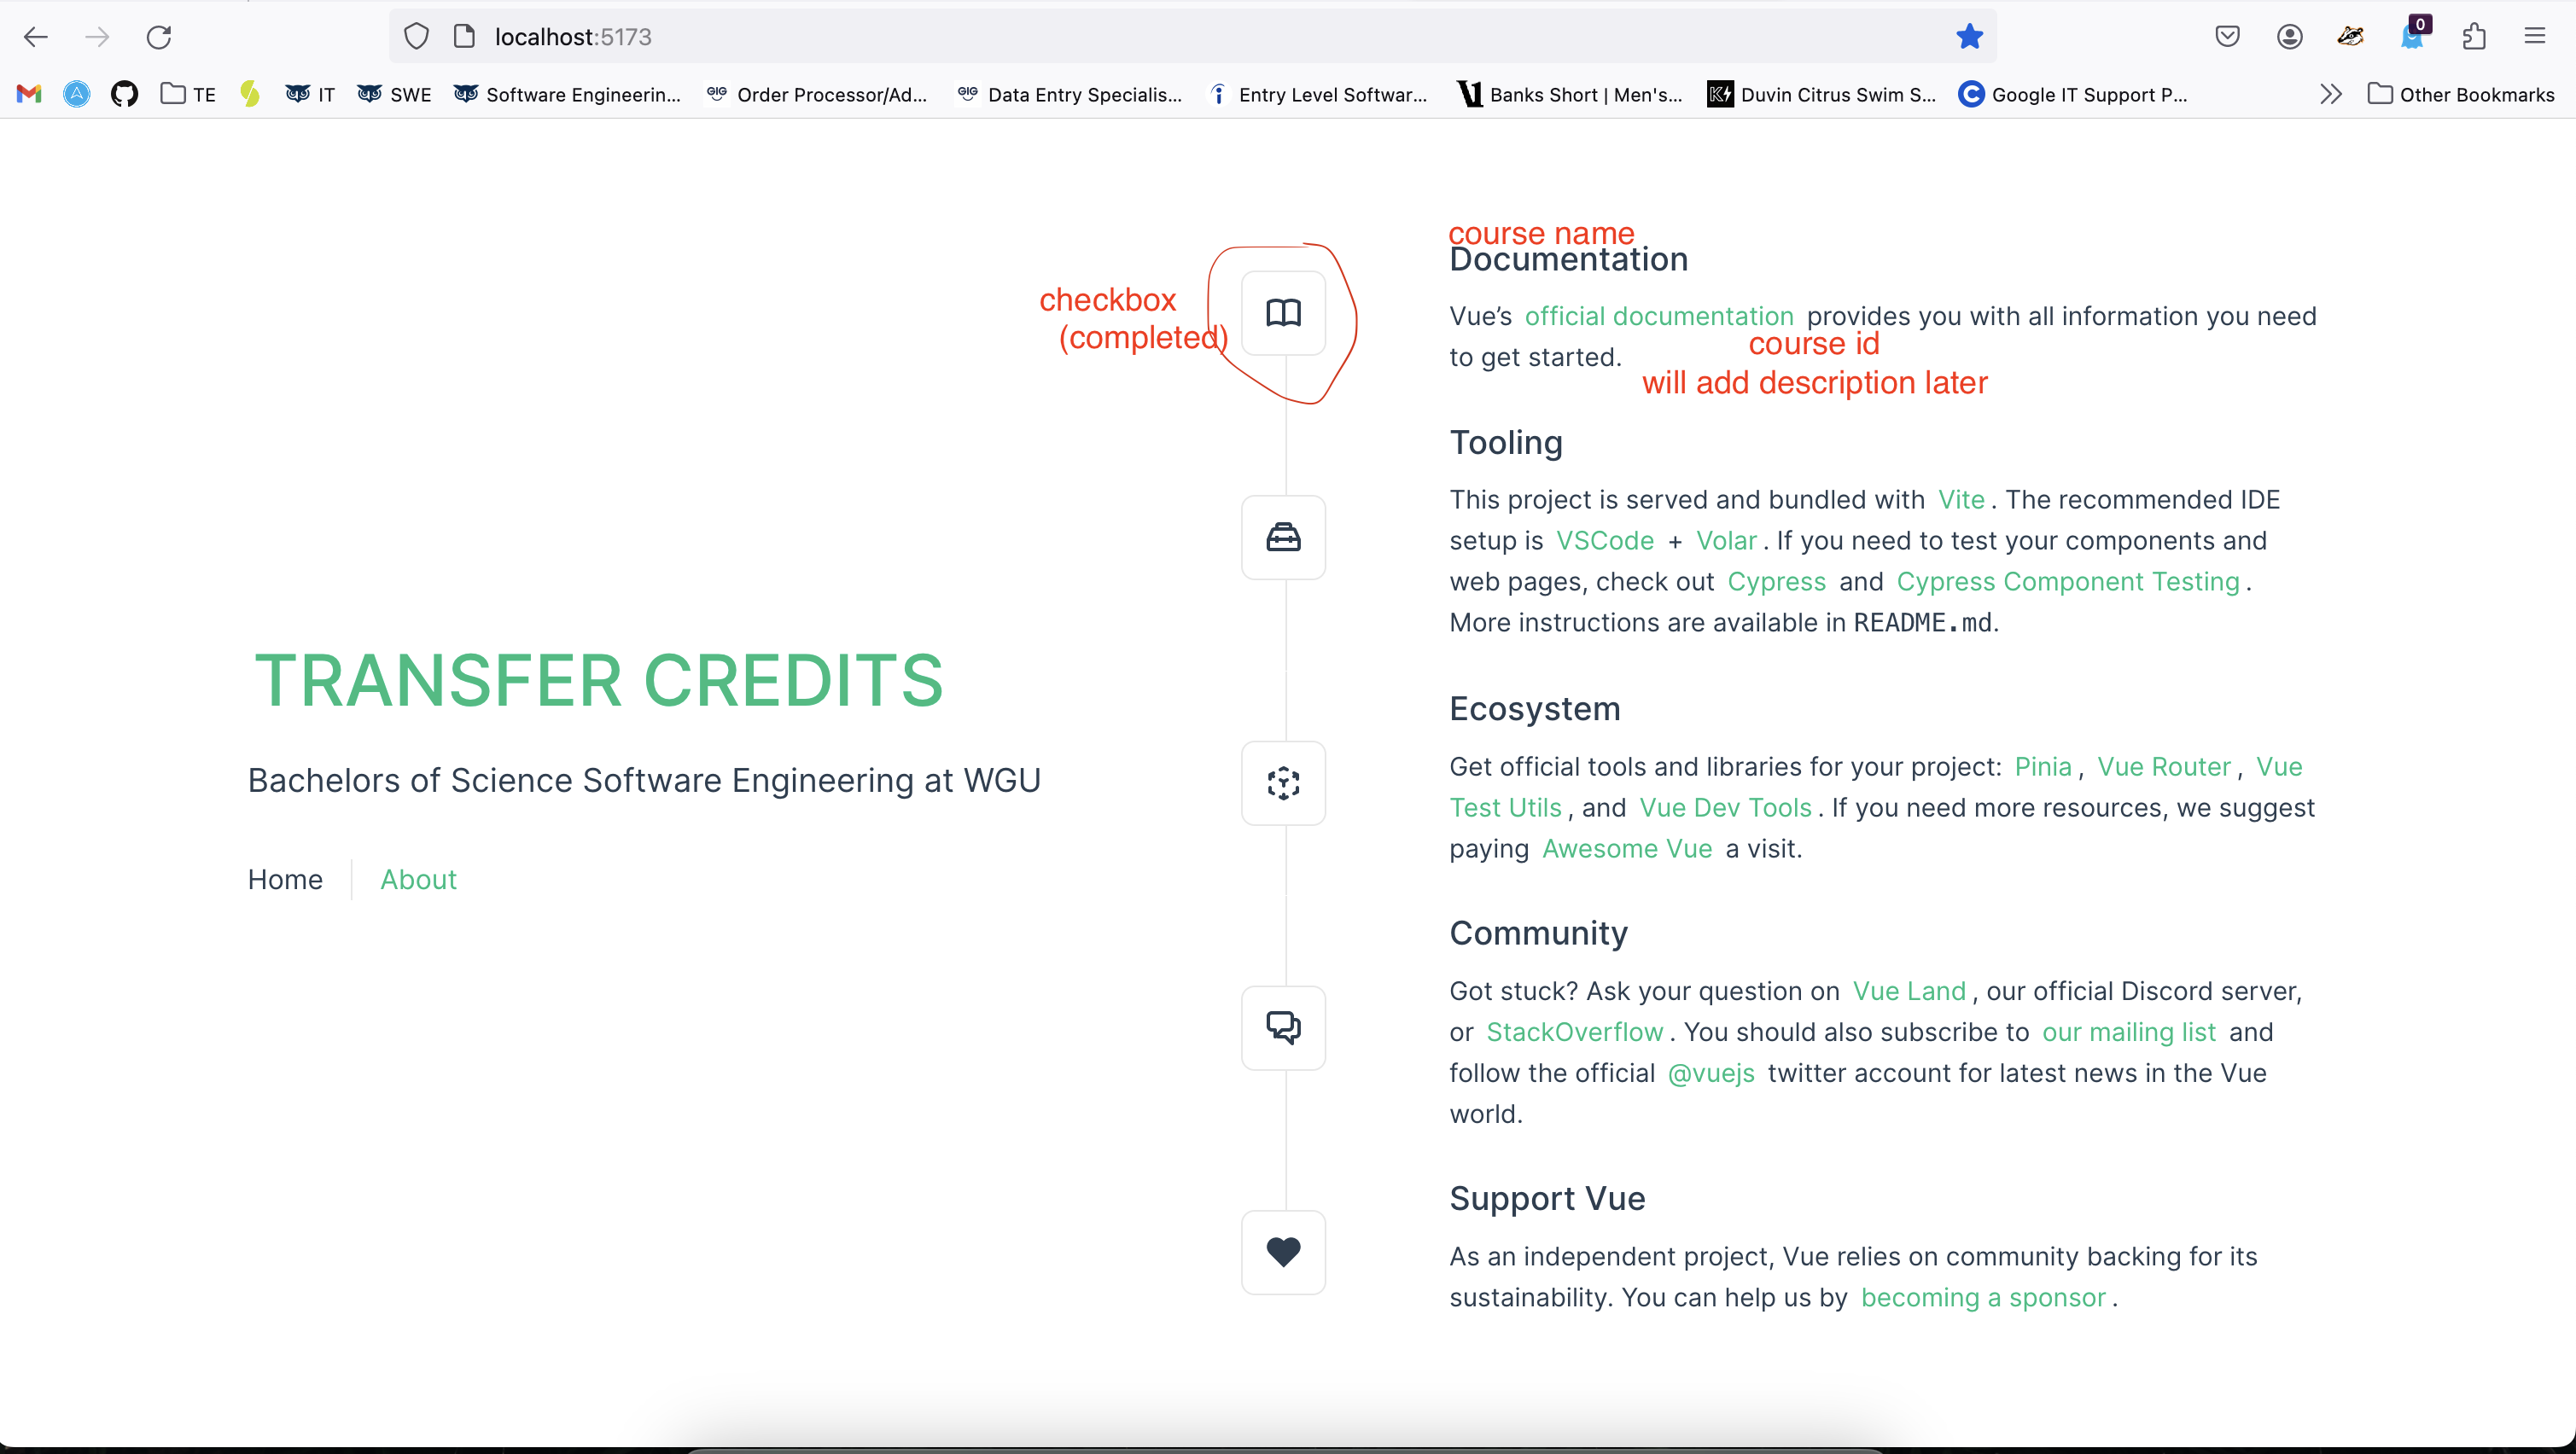 localhost:5173
0
TE
IT
SWE
Software Engineerin...
GIG
Order Processor/Ad...
GIG
Data Entry Specialis...
Entry Level Softwar...
Banks Short | Men's...
Duvin Citrus Swim S...
Google IT Support P...
Other Bookmarks
TRANSFER CREDITS
Bachelors of Science Software Engineering at WGU
Home
About
checkbox
(completed)
course name
Documentation
Vue’s official documentation provides you with all information you need
to get started.
course id
will add description later
Tooling
This project is served and bundled with Vite. The recommended IDE
setup is VSCode + Volar. If you need to test your components and
web pages, check out Cypress and Cypress Component Testing.
More instructions are available in README.md.
Ecosystem
Get official tools and libraries for your project: Pinia, Vue Router, Vue
Test Utils, and Vue Dev Tools. If you need more resources, we suggest
paying Awesome Vue a visit.
Community
Got stuck? Ask your question on Vue Land, our official Discord server,
or StackOverflow. You should also subscribe to our mailing list and
follow the official @vuejs twitter account for latest news in the Vue
world.
Support Vue
As an independent project, Vue relies on community backing for its
sustainability. You can help us by becoming a sponsor.